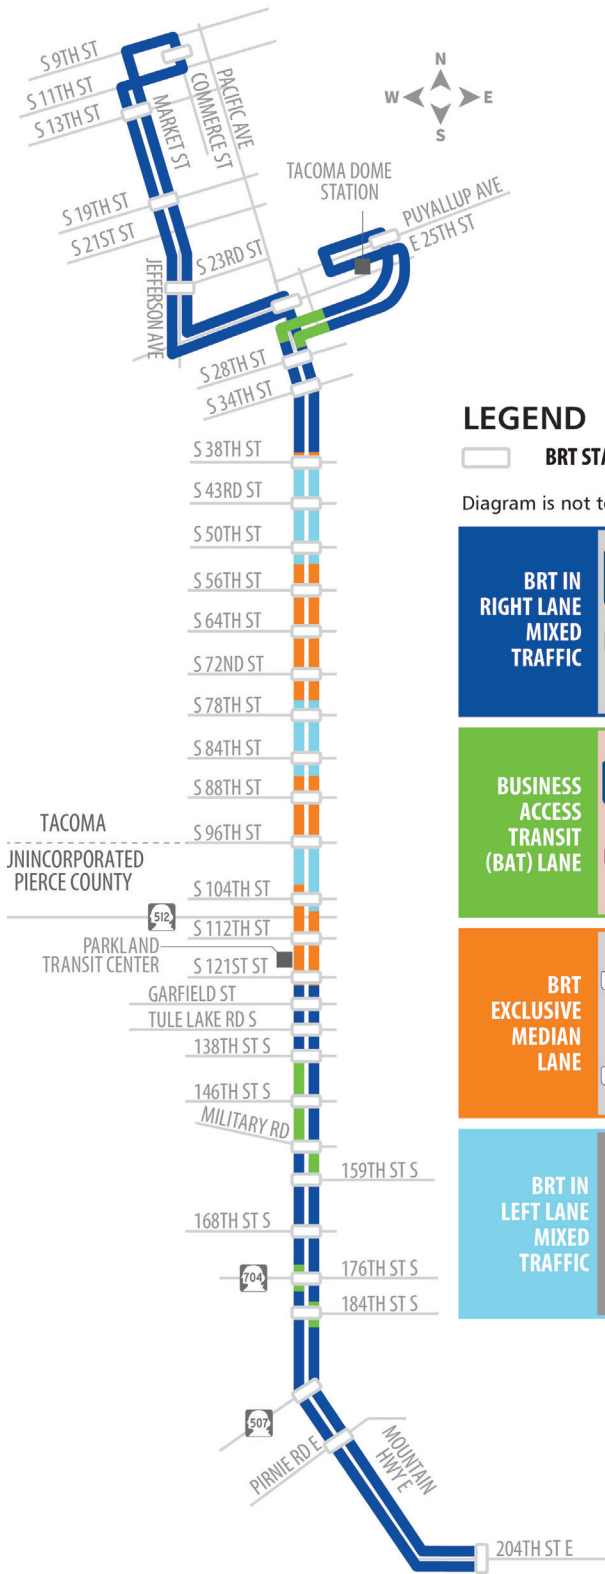 S 9TH ST
S 11TH ST
S 13TH ST
MARKET ST
COMMERCE ST
PACIFIC AVE
N
W
E
S
TACOMA DOME
STATION
PUYALLUP AVE
E 25TH ST
S 19TH ST
S 21ST ST
S 23RD ST
JEFFERSON AVE
S 28TH ST
S 34TH ST
LEGEND
BRT STA
Diagram is not to
S 38TH ST
S 43RD ST
S 50TH ST
S 56TH ST
S 64TH ST
S 72ND ST
S 78TH ST
S 84TH ST
S 88TH ST
S 96TH ST
TACOMA
UNINCORPORATED
PIERCE COUNTY
S 104TH ST
512
S 112TH ST
PARKLAND
TRANSIT CENTER
S 121ST ST
GARFIELD ST
TULE LAKE RD S
138TH ST S
146TH ST S
MILITARY RD
159TH ST S
168TH ST S
704
176TH ST S
184TH ST S
507
PIRNIE RD E
MOUNTAIN
HWY E
204TH ST E
BRT IN
RIGHT LANE
MIXED
TRAFFIC
BUSINESS
ACCESS
TRANSIT
(BAT) LANE
BRT
EXCLUSIVE
MEDIAN
LANE
BRT IN
LEFT LANE
MIXED
TRAFFIC